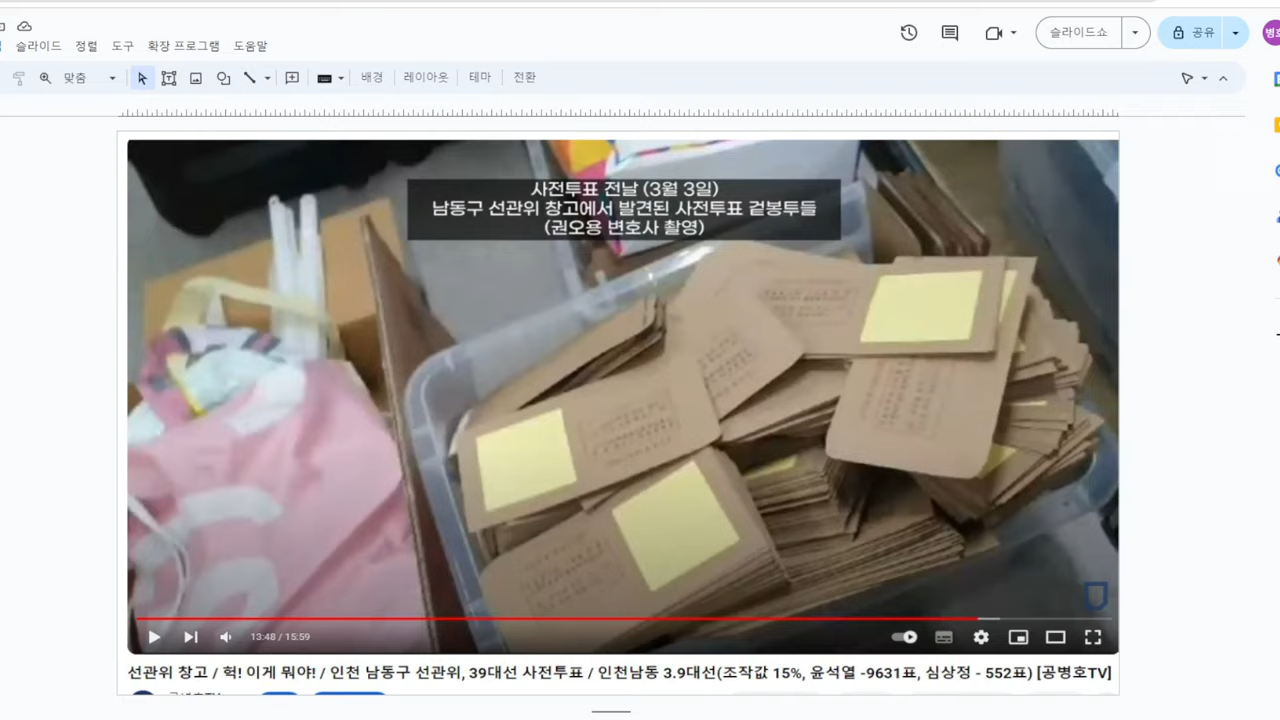 슬라이드 정렬 도구 확장 프로그램 도움말
슬라이드쇼
공유
맞춤
배경
레이아웃
테마
전환
사전투표 전날 (3월 3일)
남동구 선관위 창고에서 발견된 사전투표 겉봉투들
(권오용 변호사 촬영)
13:48 / 15:59
선관위 창고 / 헉! 이게 뭐야! / 인천 남동구 선관위, 39대선 사전투표 / 인천남동 3.9대선(조작값 15%, 윤석열 -9631표, 심상정 - 552표) [공병호TV]